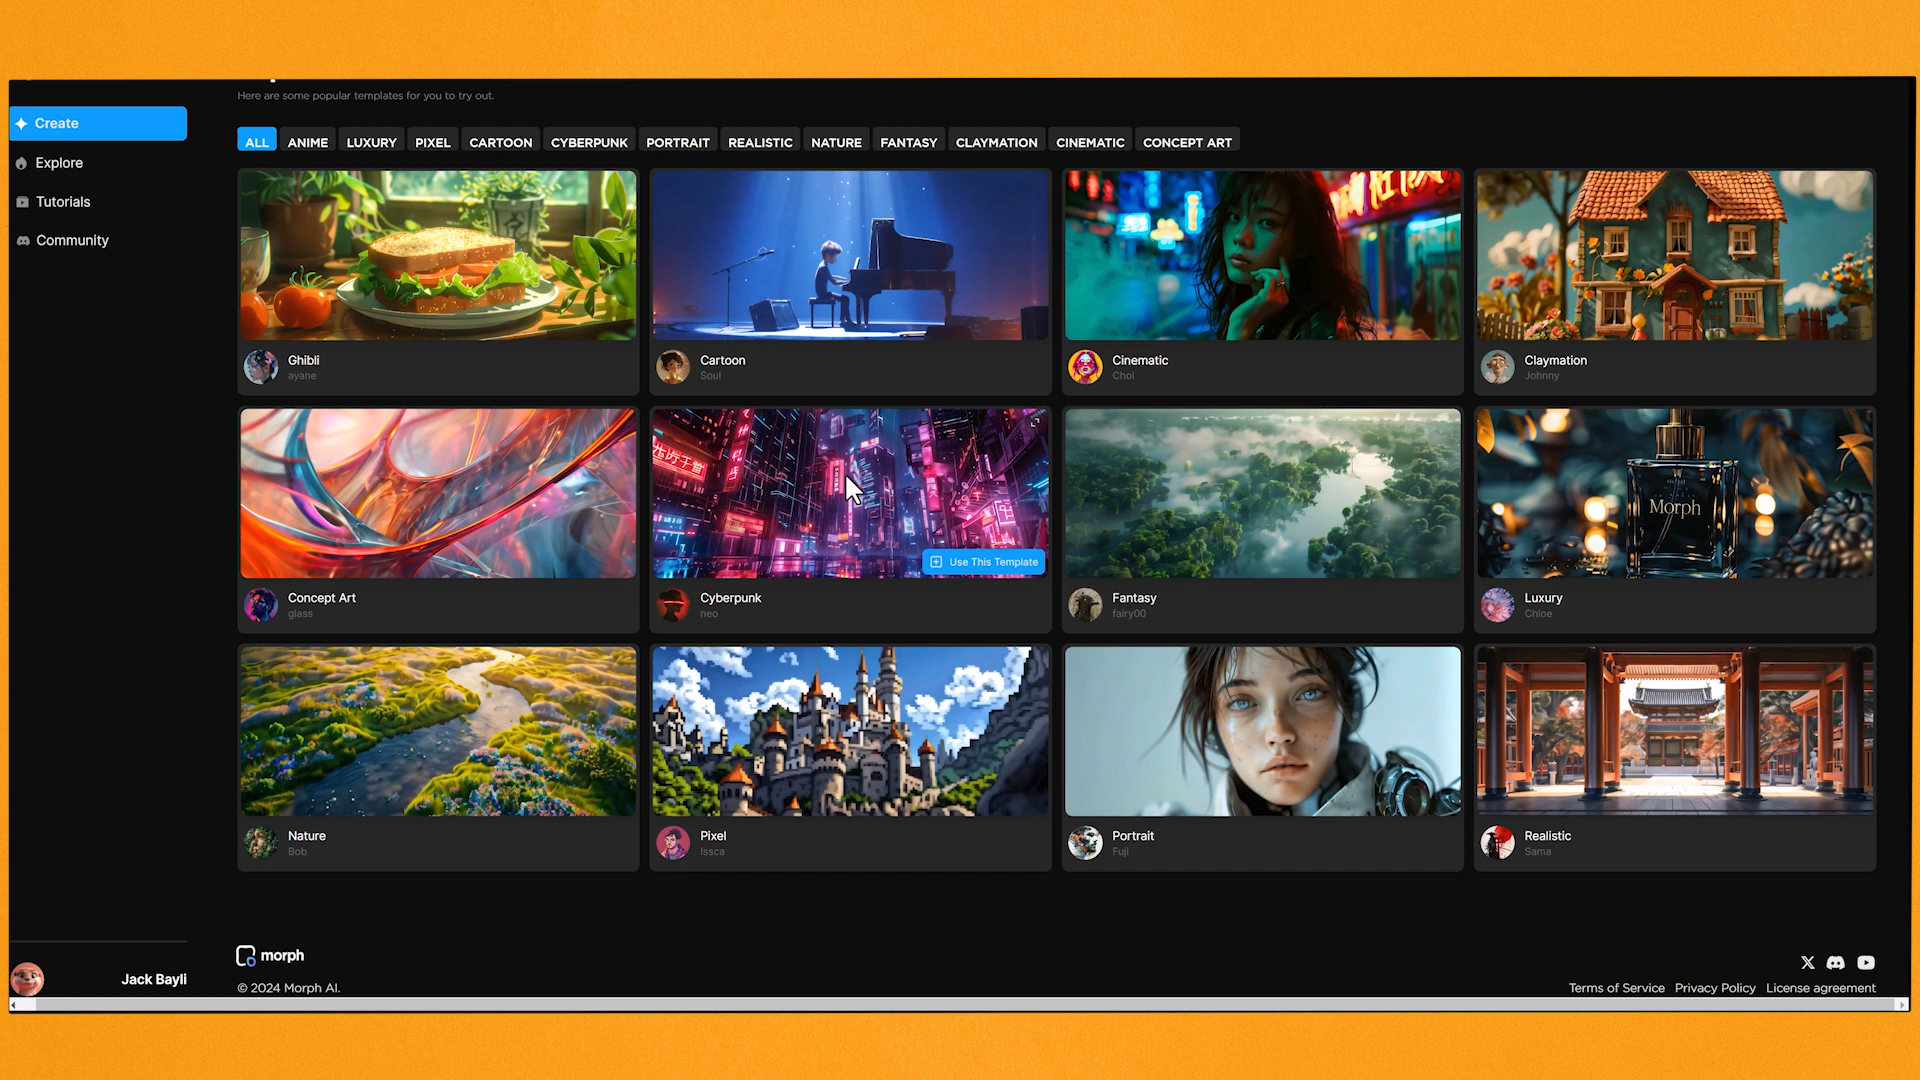 Here are some popular templates for you to try out.
Create
Explore
Tutorials
Community
ALL ANIME LUXURY PIXEL CARTOON CYBERPUNK PORTRAIT REALISTIC NATURE FANTASY CLAYMATION CINEMATIC CONCEPT ART
Ghibli
ayane
Cartoon
Soul
Cinematic
Choi
Claymation
Johnny
Morph
Use This Template
Concept Art
glass
Cyberpunk
neo
Fantasy
fairy00
Luxury
Chloe
Nature
Bob
Pixel
Issca
Portrait
Fuji
Realistic
Sama
Jack Bayli
morph
© 2024 Morph AI.
Terms of Service Privacy Policy License agreement